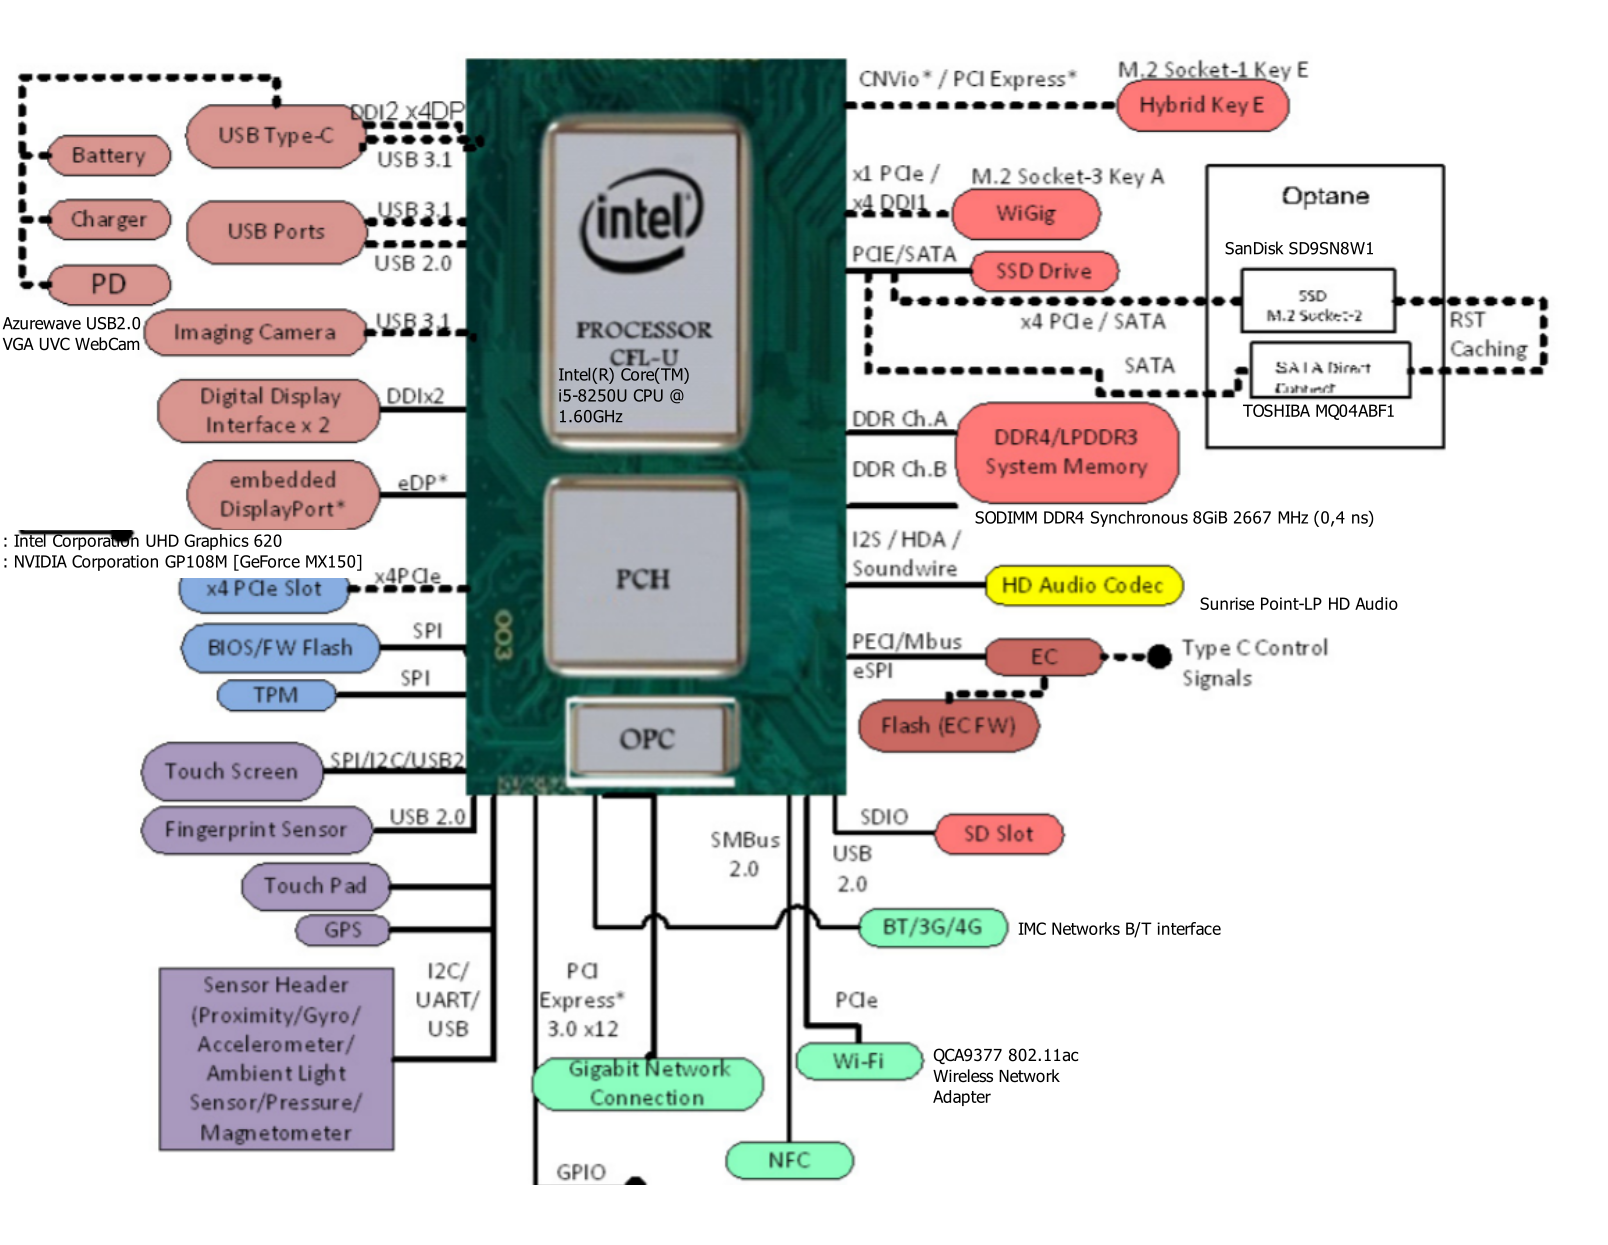 CNVio* / PCI Express*
M.2 Socket-1 Key E
Hybrid Key E
DDI2 x4DP
USB Type-C
USB 3.1
Battery
Charger
PD
USB 3.1
USB Ports
USB 2.0
Azurewave USB2.0
VGA UVC WebCam
Imaging Camera
USB 3.1
Digital Display
Interface x 2
DDIx2
embedded
DisplayPort*
eDP*
: Intel Corporation UHD Graphics 620
: NVIDIA Corporation GP108M [GeForce MX150]
x4 PCIe Slot
x4PCIe
BIOS/FW Flash
SPI
TPM
SPI
Touch Screen
SPI/I2C/USB2
Fingerprint Sensor
USB 2.0
Touch Pad
GPS
Sensor Header
(Proximity/Gyro/
Accelerometer/
Ambient Light
Sensor/Pressure/
Magnetometer
I2C/
UART/
USB
intel
PROCESSOR
CFL-U
Intel(R) Core(TM)
i5-8250U CPU @
1.60GHz
PCH
003
OPC
x1 PCIe /
x4 DDI1
M.2 Socket-3 Key A
WiGig
PCIE/SATA
SSD Drive
x4 PCIe / SATA
SATA
Optane
SanDisk SD9SN8W1
SSD
M.2 Socket-2
SATA Direct
Connect
TOSHIBA MQ04ABF1
RST
Caching
DDR Ch.A
DDR Ch.B
DDR4/LPDDR3
System Memory
SODIMM DDR4 Synchronous 8GiB 2667 MHz (0,4 ns)
I2S / HDA /
Soundwire
HD Audio Codec
Sunrise Point-LP HD Audio
PECI/Mbus
eSPI
EC
Type C Control
Signals
Flash (EC FW)
SDIO
SD Slot
SMBus
2.0
USB
2.0
BT/3G/4G
IMC Networks B/T interface
PCI
Express*
3.0 x12
Gigabit Network
Connection
PCIe
Wi-Fi
QCA9377 802.11ac
Wireless Network
Adapter
NFC
GPIO